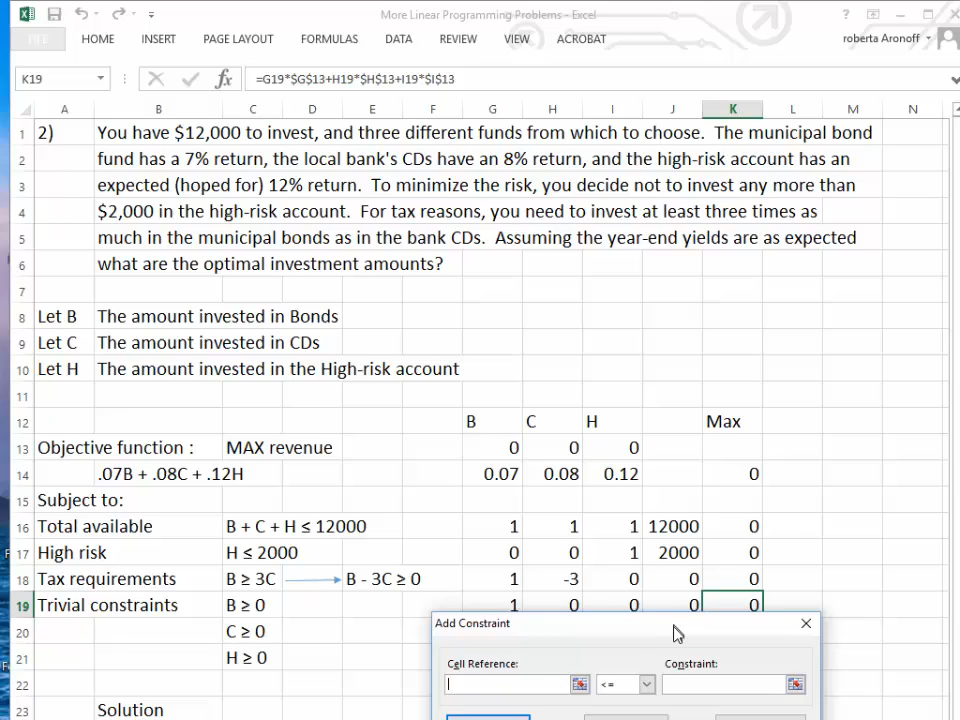 More Linear Programming Problems - Excel
FILE HOME INSERT PAGE LAYOUT FORMULAS DATA REVIEW VIEW ACROBAT roberta Aronoff
K19 fx =G19*$G$13+H19*$H$13+I19*$I$13
A B C D E F G H I J K L M N
1 2) You have $12,000 to invest, and three different funds from which to choose. The municipal bond
2 fund has a 7% return, the local bank's CDs have an 8% return, and the high-risk account has an
3 expected (hoped for) 12% return. To minimize the risk, you decide not to invest any more than
4 $2,000 in the high-risk account. For tax reasons, you need to invest at least three times as
5 much in the municipal bonds as in the bank CDs. Assuming the year-end yields are as expected
6 what are the optimal investment amounts?
7
8 Let B The amount invested in Bonds
9 Let C The amount invested in CDs
10 Let H The amount invested in the High-risk account
11
12 B C H Max
13 Objective function : MAX revenue 0 0 0
14 .07B + .08C + .12H 0.07 0.08 0.12 0
15 Subject to:
16 Total available B + C + H ≤ 12000 1 1 1 12000 0
17 High risk H ≤ 2000 0 0 1 2000 0
18 Tax requirements B ≥ 3C B - 3C ≥ 0 1 -3 0 0 0
19 Trivial constraints B ≥ 0 1 0 0 0 0
20 C ≥ 0
21 H ≥ 0
22
23 Solution
Add Constraint
Cell Reference: Constraint:
<=